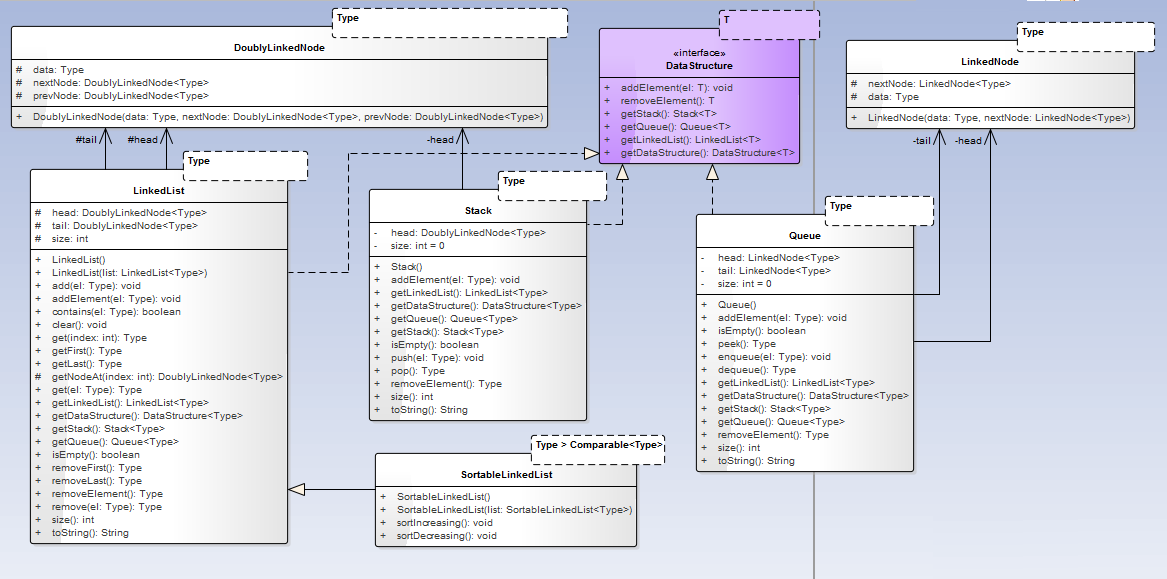 Type
DoublyLinkedNode
# data: Type
# nextNode: DoublyLinkedNode<Type>
# prevNode: DoublyLinkedNode<Type>
+ DoublyLinkedNode(data: Type, nextNode: DoublyLinkedNode<Type>, prevNode: DoublyLinkedNode<Type>)
T
«interface»
DataStructure
+ addElement(el: T): void
+ removeElement(): T
+ getStack(): Stack<T>
+ getQueue(): Queue<T>
+ getLinkedList(): LinkedList<T>
+ getDataStructure(): DataStructure<T>
Type
LinkedNode
# nextNode: LinkedNode<Type>
# data: Type
+ LinkedNode(data: Type, nextNode: LinkedNode<Type>)
#tail
#head
-head
-tail
-head
Type
LinkedList
# head: DoublyLinkedNode<Type>
# tail: DoublyLinkedNode<Type>
# size: int
+ LinkedList()
+ LinkedList(list: LinkedList<Type>)
+ add(el: Type): void
+ addElement(el: Type): void
+ contains(el: Type): boolean
+ clear(): void
+ get(index: int): Type
+ getFirst(): Type
+ getLast(): Type
# getNodeAt(index: int): DoublyLinkedNode<Type>
+ get(el: Type): Type
+ getLinkedList(): LinkedList<Type>
+ getDataStructure(): DataStructure<Type>
+ getStack(): Stack<Type>
+ getQueue(): Queue<Type>
+ isEmpty(): boolean
+ removeFirst(): Type
+ removeLast(): Type
+ removeElement(): Type
+ remove(el: Type): Type
+ size(): int
+ toString(): String
Type
Stack
- head: DoublyLinkedNode<Type>
- size: int = 0
+ Stack()
+ addElement(el: Type): void
+ getLinkedList(): LinkedList<Type>
+ getDataStructure(): DataStructure<Type>
+ getQueue(): Queue<Type>
+ getStack(): Stack<Type>
+ isEmpty(): boolean
+ push(el: Type): void
+ pop(): Type
+ removeElement(): Type
+ size(): int
+ toString(): String
Type
Queue
- head: LinkedNode<Type>
- tail: LinkedNode<Type>
- size: int = 0
+ Queue()
+ addElement(el: Type): void
+ isEmpty(): boolean
+ peek(): Type
+ enqueue(el: Type): void
+ dequeue(): Type
+ getLinkedList(): LinkedList<Type>
+ getDataStructure(): DataStructure<Type>
+ getStack(): Stack<Type>
+ getQueue(): Queue<Type>
+ removeElement(): Type
+ size(): int
+ toString(): String
Type > Comparable<Type>
SortableLinkedList
+ SortableLinkedList()
+ SortableLinkedList(list: SortableLinkedList<Type>)
+ sortIncreasing(): void
+ sortDecreasing(): void